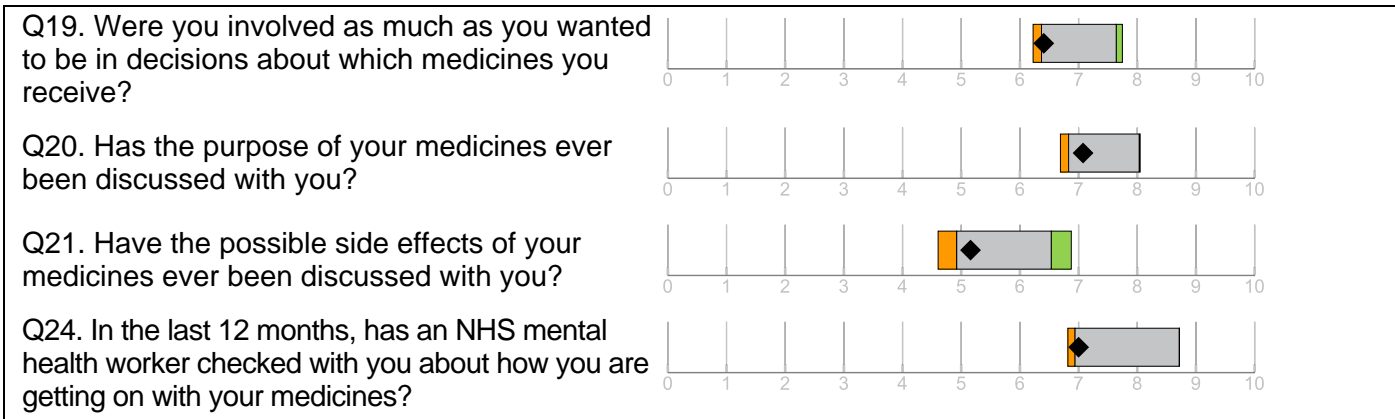 Q19. Were you involved as much as you wanted
to be in decisions about which medicines you
receive?
0 1 2 3 4 5 6 7 8 9 10
Q20. Has the purpose of your medicines ever
been discussed with you?
0 1 2 3 4 5 6 7 8 9 10
Q21. Have the possible side effects of your
medicines ever been discussed with you?
0 1 2 3 4 5 6 7 8 9 10
Q24. In the last 12 months, has an NHS mental
health worker checked with you about how you are
getting on with your medicines?
0 1 2 3 4 5 6 7 8 9 10